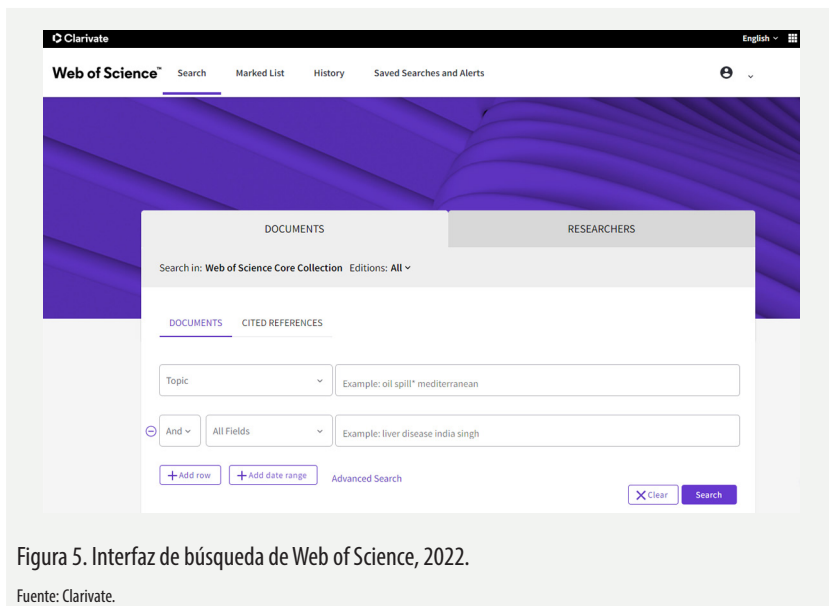 Clarivate English
Web of Science™ Search Marked List History Saved Searches and Alerts
DOCUMENTS RESEARCHERS
Search in: Web of Science Core Collection Editions: All
DOCUMENTS CITED REFERENCES
Topic Example: oil spill* mediterranean
And All Fields Example: liver disease india singh
+ Add row + Add date range Advanced Search
X Clear Search
Figura 5. Interfaz de búsqueda de Web of Science, 2022.
Fuente: Clarivate.